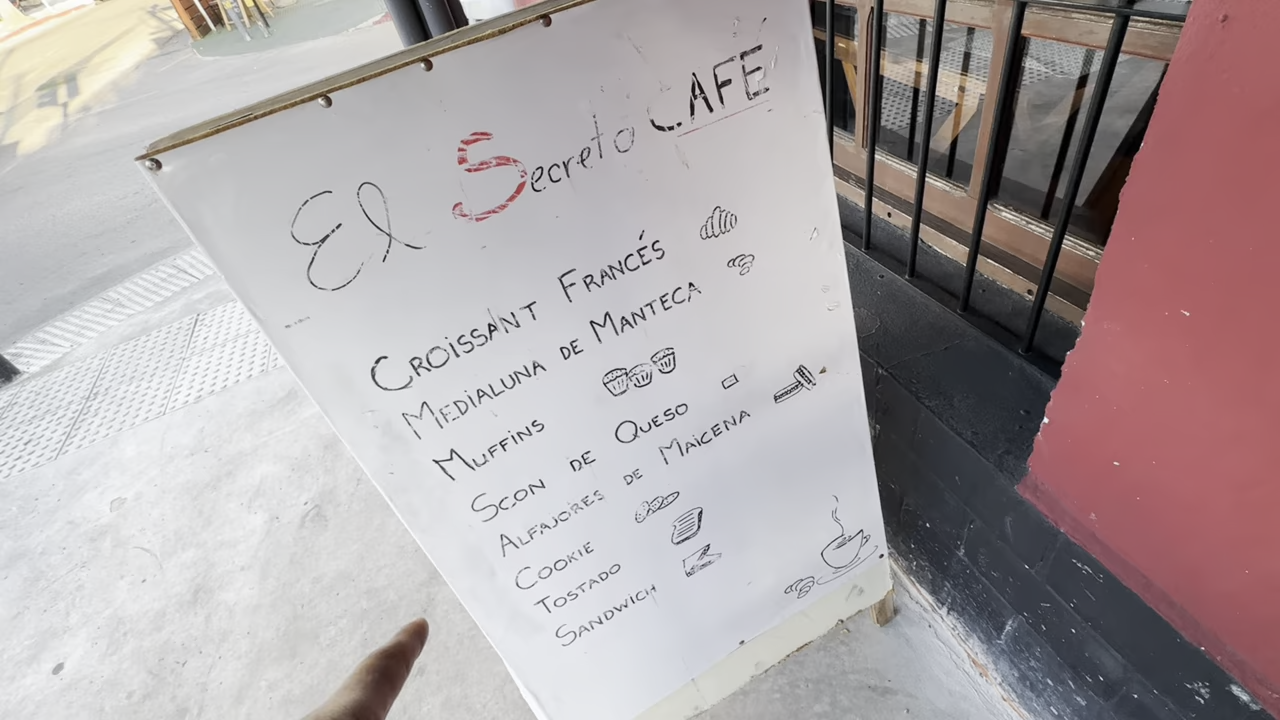 El Secreto CAFÉ
CROISSANT FRANCÉS
MEDIALUNA DE MANTECA
MUFFINS
SCON DE QUESO
ALFAJORES DE MAICENA
COOKIE
TOSTADO
SANDWICH